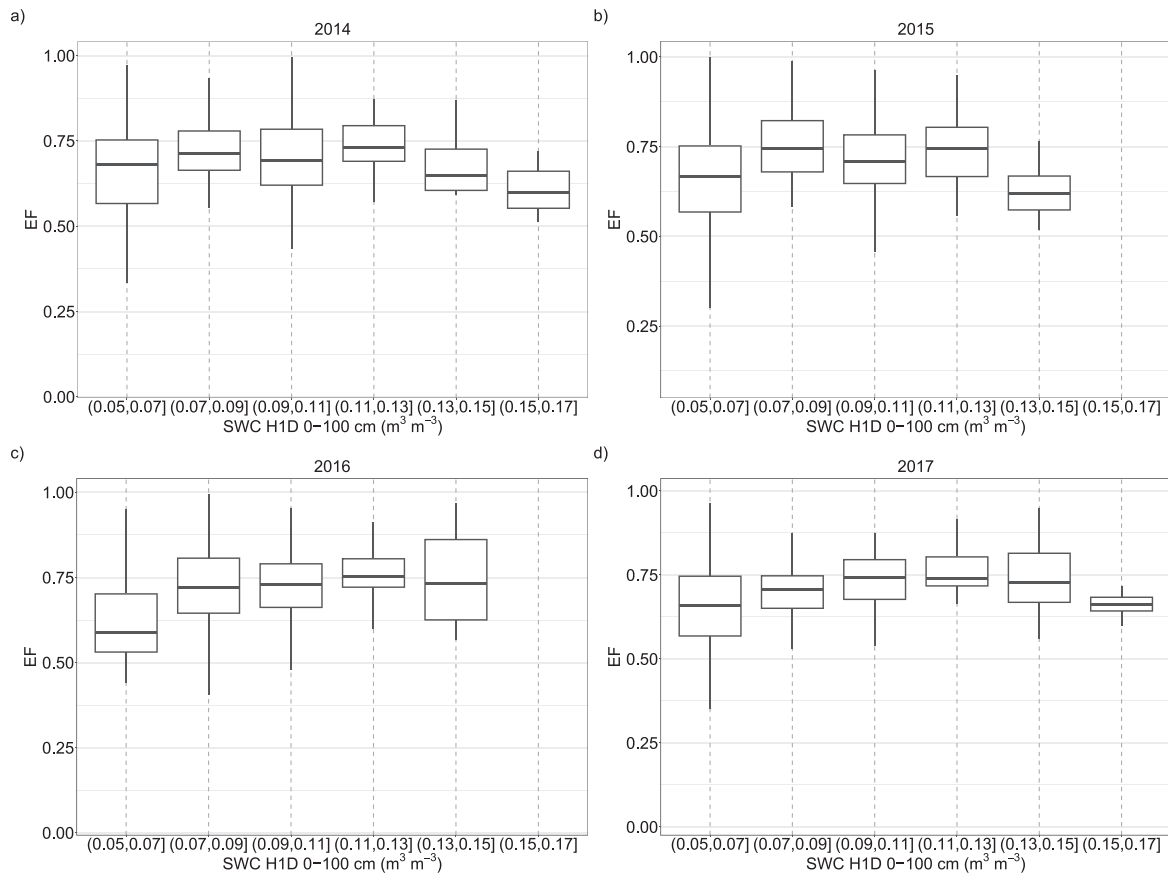 a)
2014
1.00
0.75
0.50
0.25
0.00
EF
(0.05,0.07] (0.07,0.09] (0.09,0.11] (0.11,0.13] (0.13,0.15] (0.15,0.17]
SWC H1D 0−100 cm (m³ m⁻³)
b)
2015
1.00
0.75
0.50
0.25
EF
(0.05,0.07] (0.07,0.09] (0.09,0.11] (0.11,0.13] (0.13,0.15] (0.15,0.17]
SWC H1D 0−100 cm (m³ m⁻³)
c)
2016
1.00
0.75
0.50
0.25
0.00
EF
(0.05,0.07] (0.07,0.09] (0.09,0.11] (0.11,0.13] (0.13,0.15] (0.15,0.17]
SWC H1D 0−100 cm (m³ m⁻³)
d)
2017
1.00
0.75
0.50
0.25
0.00
EF
(0.05,0.07] (0.07,0.09] (0.09,0.11] (0.11,0.13] (0.13,0.15] (0.15,0.17]
SWC H1D 0−100 cm (m³ m⁻³)